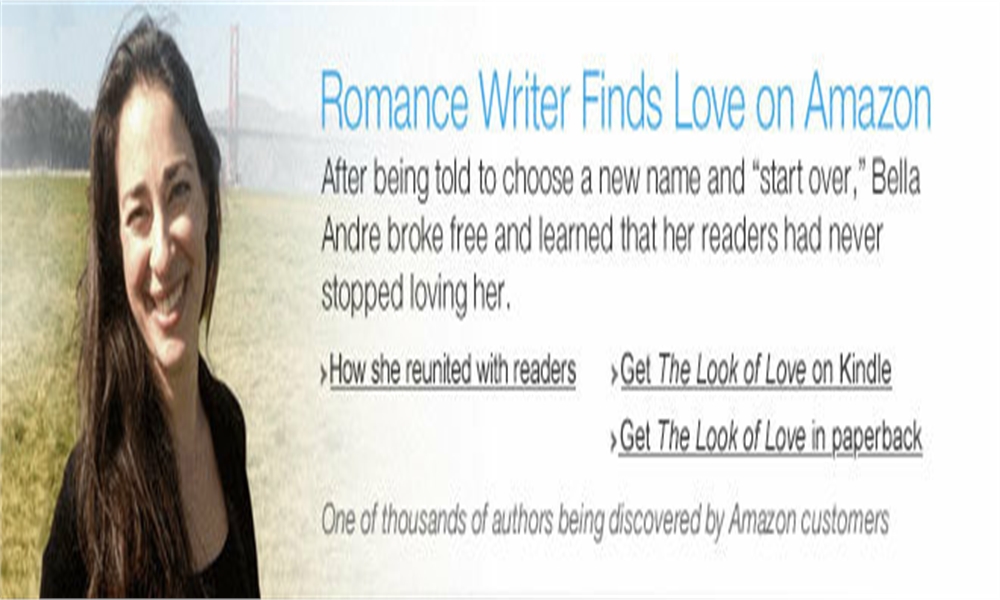 Romance Writer Finds Love on Amazon
After being told to choose a new name and “start over,” Bella
Andre broke free and learned that her readers had never
stopped loving her.
›How she reunited with readers ›Get The Look of Love on Kindle
›Get The Look of Love in paperback
One of thousands of authors being discovered by Amazon customers